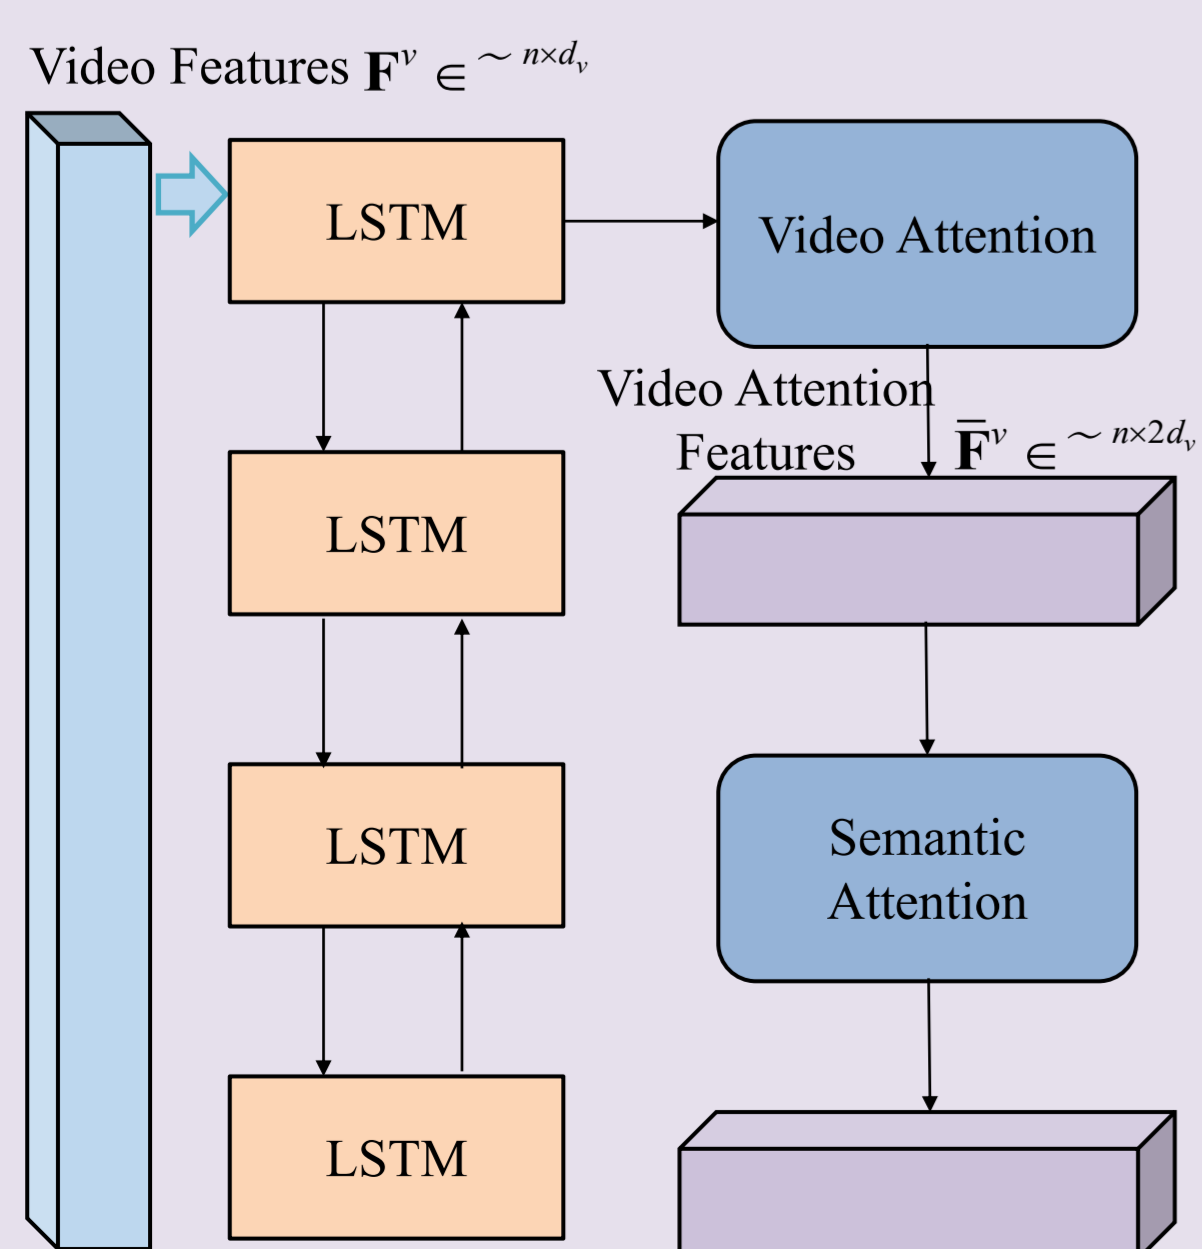 Video Features F^v ∈ ~ n×d_v
LSTM
Video Attention
Video Attention
Features F̅^v ∈ ~ n×2d_v
LSTM
LSTM
Semantic
Attention
LSTM